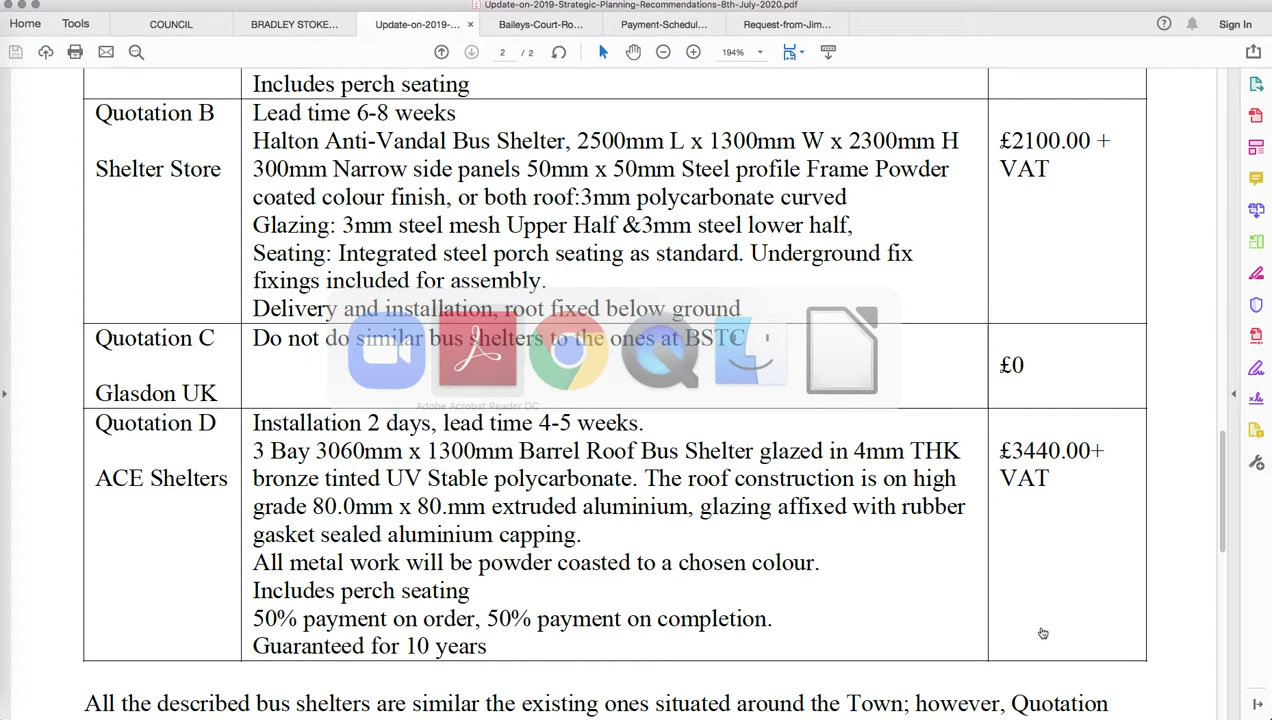 Update-on-2019-Strategic-Planning-Recommendations-8th-July-2020.pdf
Home
Tools
COUNCIL
BRADLEY STOKE...
Update-on-2019-...
×
Baileys-Court-Ro...
Payment-Schedul...
Request-from-Jim...
Sign In
2 / 2
194%
Includes perch seating
Quotation B
Lead time 6-8 weeks
Halton Anti-Vandal Bus Shelter, 2500mm L x 1300mm W x 2300mm H
£2100.00 +
Shelter Store
300mm Narrow side panels 50mm x 50mm Steel profile Frame Powder
VAT
coated colour finish, or both roof:3mm polycarbonate curved
Glazing: 3mm steel mesh Upper Half &3mm steel lower half,
Seating: Integrated steel porch seating as standard. Underground fix
fixings included for assembly.
Delivery and installation, root fixed below ground
Quotation C
Do not do similar bus shelters to the ones at BSTC
£0
Glasdon UK
Adobe Acrobat Reader DC
Quotation D
Installation 2 days, lead time 4-5 weeks.
3 Bay 3060mm x 1300mm Barrel Roof Bus Shelter glazed in 4mm THK
£3440.00+
ACE Shelters
bronze tinted UV Stable polycarbonate. The roof construction is on high
VAT
grade 80.0mm x 80.mm extruded aluminium, glazing affixed with rubber
gasket sealed aluminium capping.
All metal work will be powder coasted to a chosen colour.
Includes perch seating
50% payment on order, 50% payment on completion.
Guaranteed for 10 years
All the described bus shelters are similar the existing ones situated around the Town; however, Quotation